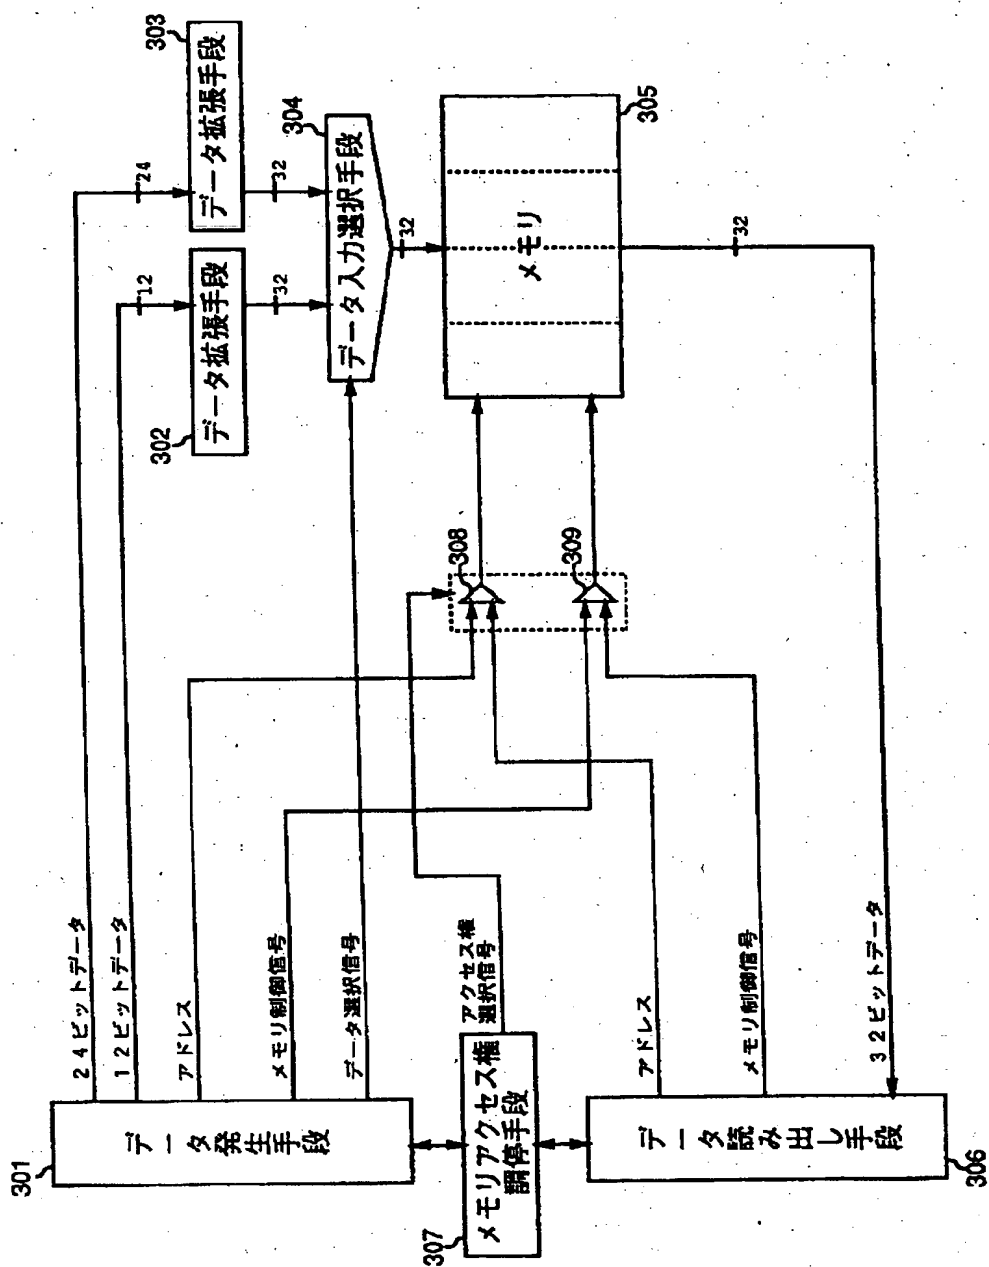 301
データ発生手段
24ビットデータ
12ビットデータ
アドレス
メモリ制御信号
データ選択信号
307
メモリアクセス権
調停手段
アクセス権
選択信号
306
データ読み出し手段
アドレス
メモリ制御信号
32ビットデータ
302
データ拡張手段
12
32
303
データ拡張手段
24
32
304
データ入力選択手段
32
308
309
305
メモリ
32